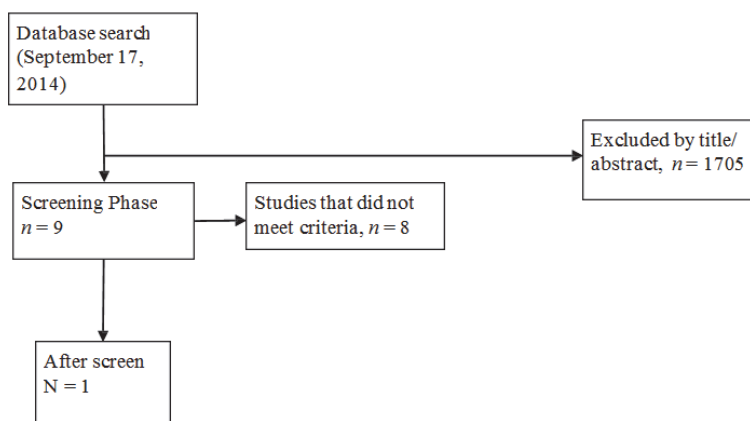 Database search
(September 17,
2014)
Excluded by title/
abstract, n = 1705
Screening Phase
n = 9
Studies that did not
meet criteria, n = 8
After screen
N = 1